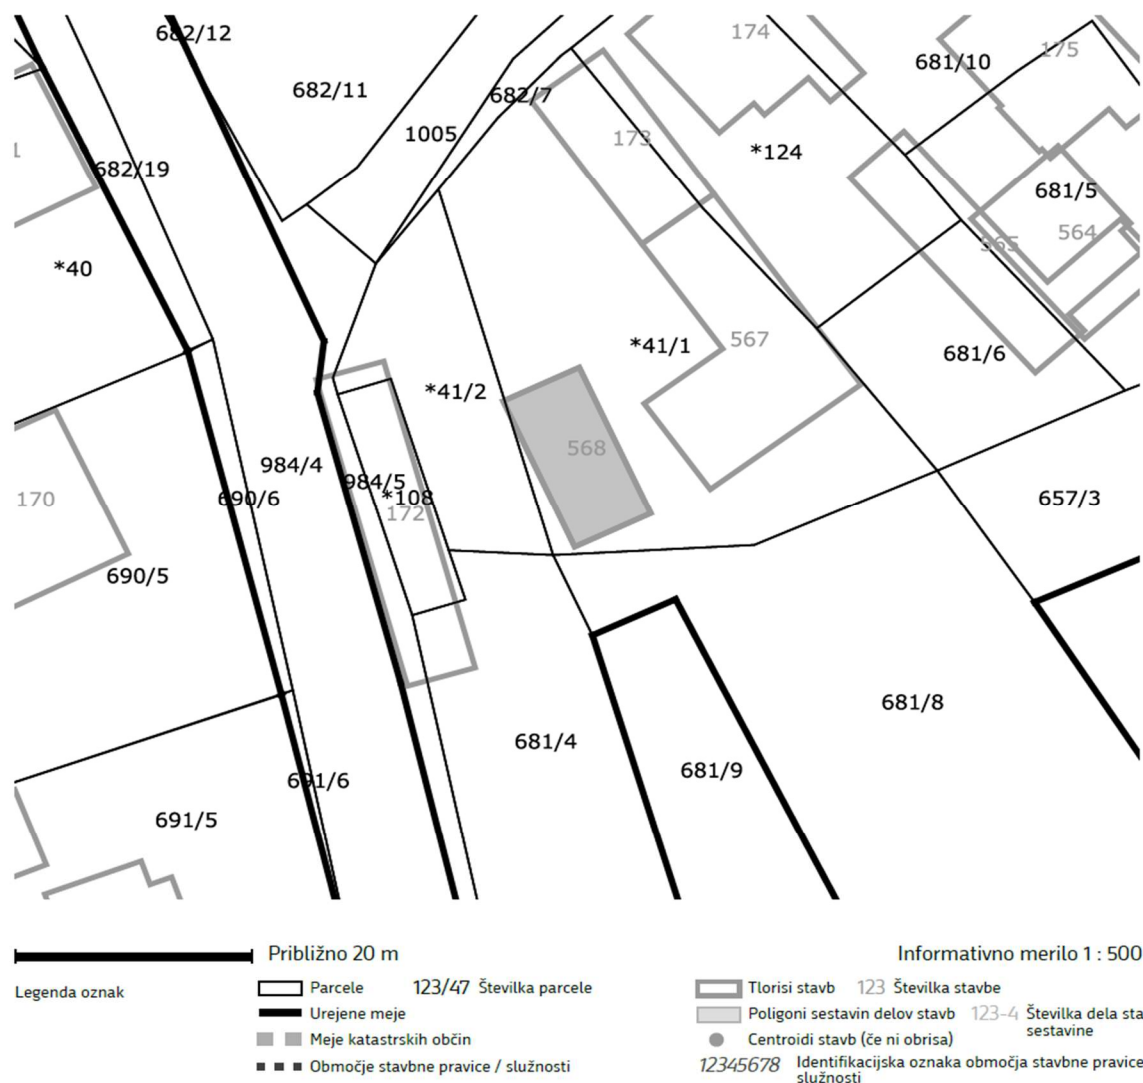 682/12
174
681/10
175
682/11
682/7
1005
173
*124
1
682/19
681/5
564
565
*40
567
*41/1
681/6
*41/2
568
984/4
984/5
*108
172
170
690/6
657/3
690/5
681/8
681/4
681/9
691/6
691/5
Približno 20 m
Informativno merilo 1 : 500
Legenda oznak
Parcele 123/47 Številka parcele
Urejene meje
Meje katastrskih občin
Območje stavbne pravice / služnosti
Tlorisi stavb 123 Številka stavbe
Poligoni sestavin delov stavb 123-4 Številka dela sta
sestavine
Centroidi stavb (če ni obrisa)
12345678 Identifikacijska oznaka območja stavbne pravice
služnosti